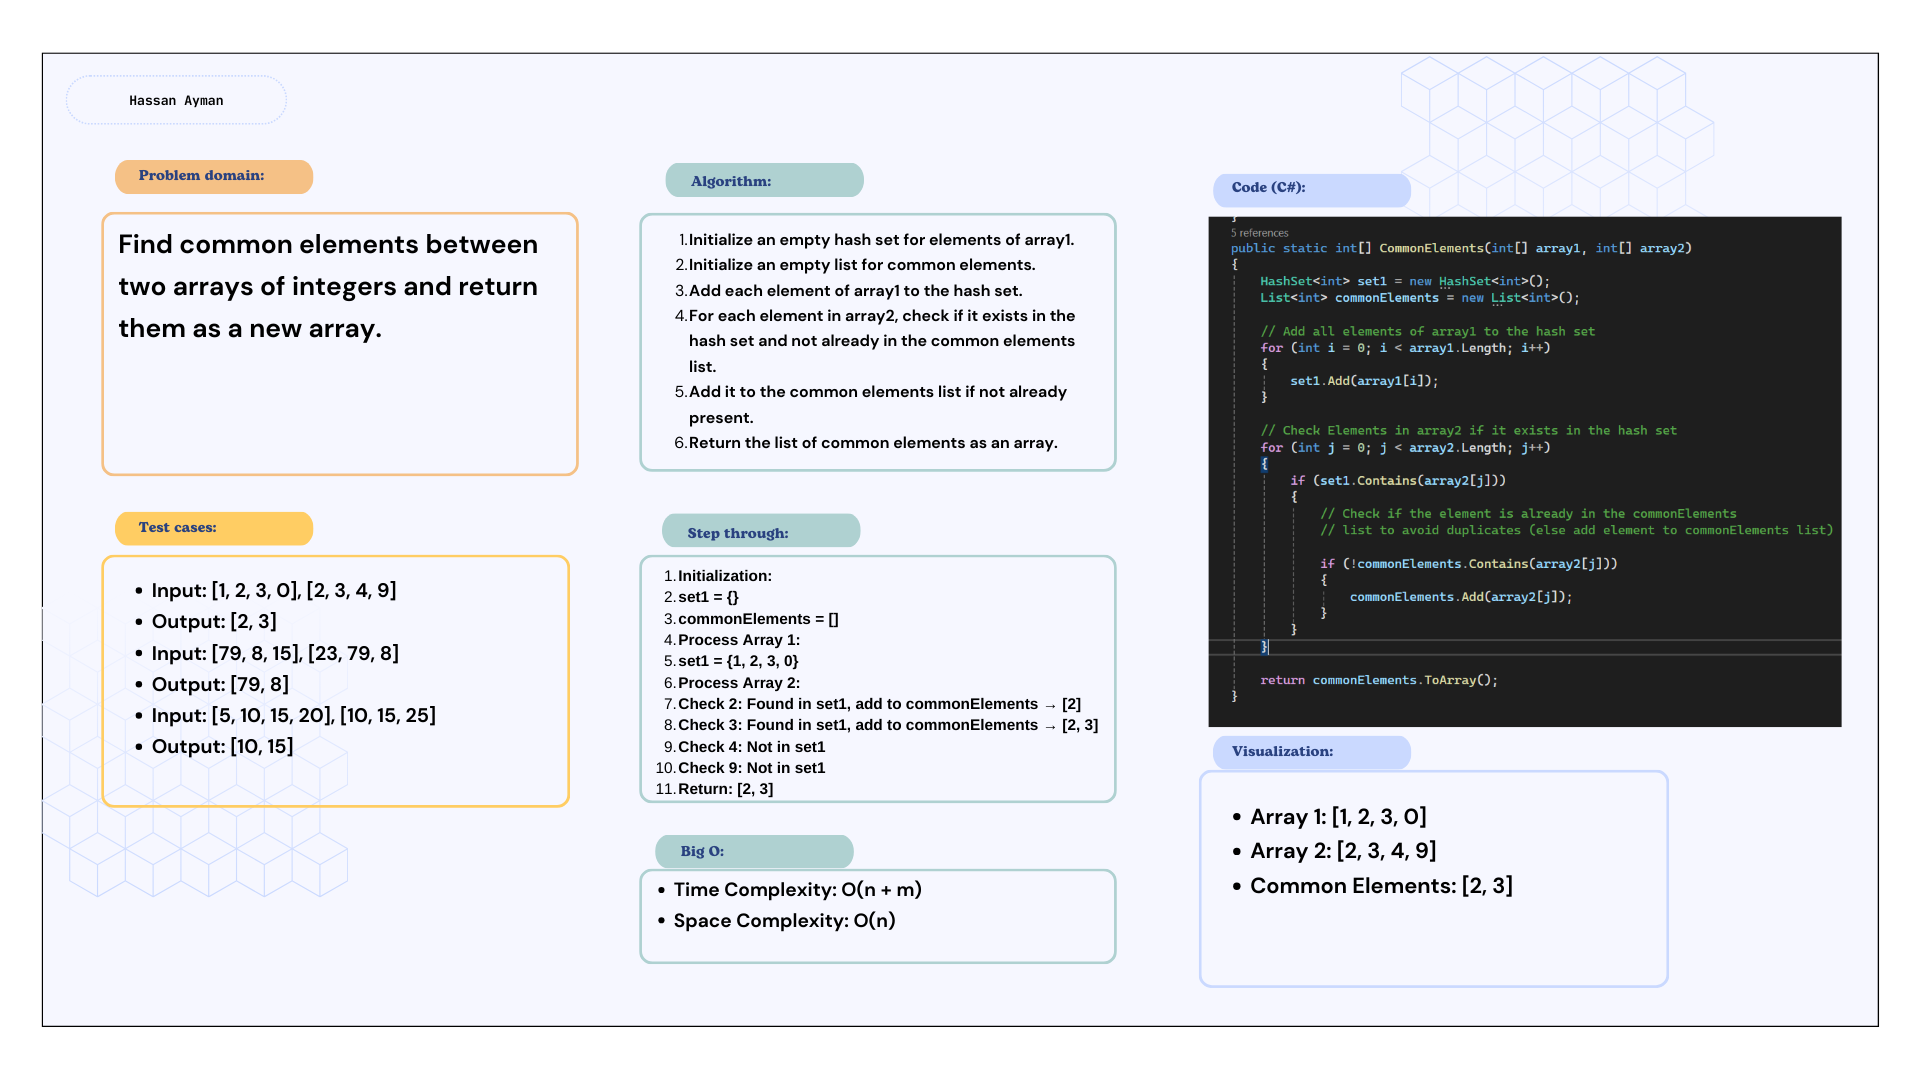 Hassan Ayman
Problem domain:
Find common elements between
two arrays of integers and return
them as a new array.
Test cases:
• Input: [1, 2, 3, 0], [2, 3, 4, 9]
• Output: [2, 3]
• Input: [79, 8, 15], [23, 79, 8]
• Output: [79, 8]
• Input: [5, 10, 15, 20], [10, 15, 25]
• Output: [10, 15]
Algorithm:
1. Initialize an empty hash set for elements of array1.
2. Initialize an empty list for common elements.
3. Add each element of array1 to the hash set.
4. For each element in array2, check if it exists in the
hash set and not already in the common elements
list.
5. Add it to the common elements list if not already
present.
6. Return the list of common elements as an array.
Step through:
1. Initialization:
2. set1 = {}
3. commonElements = []
4. Process Array 1:
5. set1 = {1, 2, 3, 0}
6. Process Array 2:
7. Check 2: Found in set1, add to commonElements → [2]
8. Check 3: Found in set1, add to commonElements → [2, 3]
9. Check 4: Not in set1
10. Check 9: Not in set1
11. Return: [2, 3]
Big O:
• Time Complexity: O(n + m)
• Space Complexity: O(n)
Code (C#):
}
5 references
public static int[] CommonElements(int[] array1, int[] array2)
{
HashSet<int> set1 = new HashSet<int>();
List<int> commonElements = new List<int>();
// Add all elements of array1 to the hash set
for (int i = 0; i < array1.Length; i++)
{
set1.Add(array1[i]);
}
// Check Elements in array2 if it exists in the hash set
for (int j = 0; j < array2.Length; j++)
{
if (set1.Contains(array2[j]))
{
// Check if the element is already in the commonElements
// list to avoid duplicates (else add element to commonElements list)
if (!commonElements.Contains(array2[j]))
{
commonElements.Add(array2[j]);
}
}
}
return commonElements.ToArray();
}
Visualization:
• Array 1: [1, 2, 3, 0]
• Array 2: [2, 3, 4, 9]
• Common Elements: [2, 3]